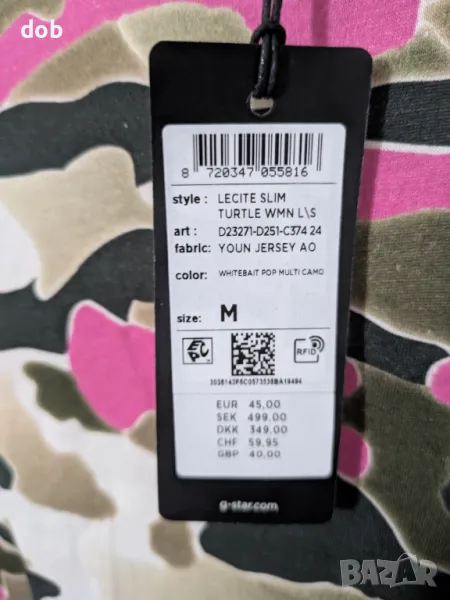 dob
8 720347 055816
style : LECITE SLIM
TURTLE WMN L\S
art : D23271-D251-C374 24
fabric: YOUN JERSEY AO
color: WHITEBAIT POP MULTI CAMO
size: M
EPC
RFID
EUR 45,00
SEK 499.00
DKK 349.00
CHF 59.95
GBP 40.00
g-star.com
BAZAR